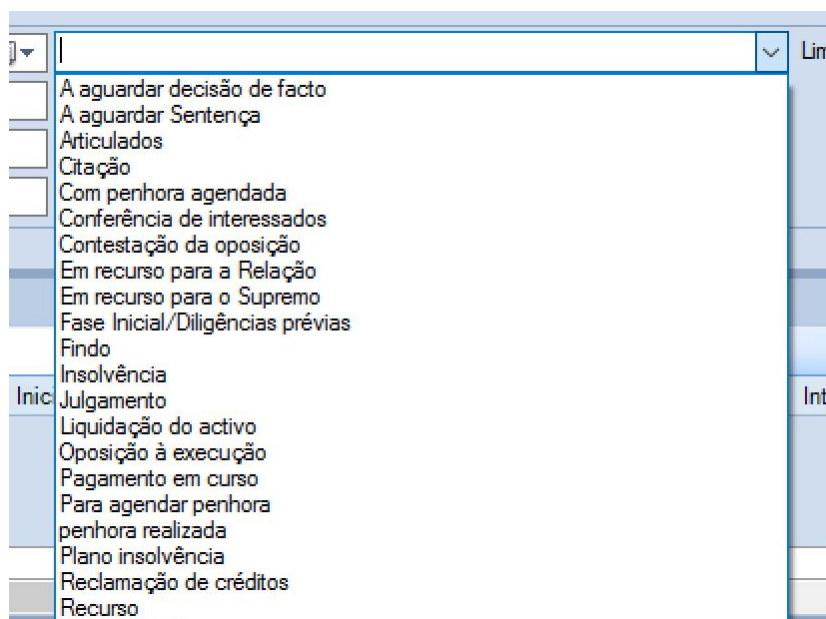 Lim
A aguardar decisão de facto
A aguardar Sentença
Articulados
Citação
Com penhora agendada
Conferência de interessados
Contestação da oposição
Em recurso para a Relação
Em recurso para o Supremo
Fase Inicial/Diligências prévias
Findo
Insolvência
Inic
Julgamento
Int
Liquidação do activo
Oposição à execução
Pagamento em curso
Para agendar penhora
penhora realizada
Plano insolvência
Reclamação de créditos
Recurso